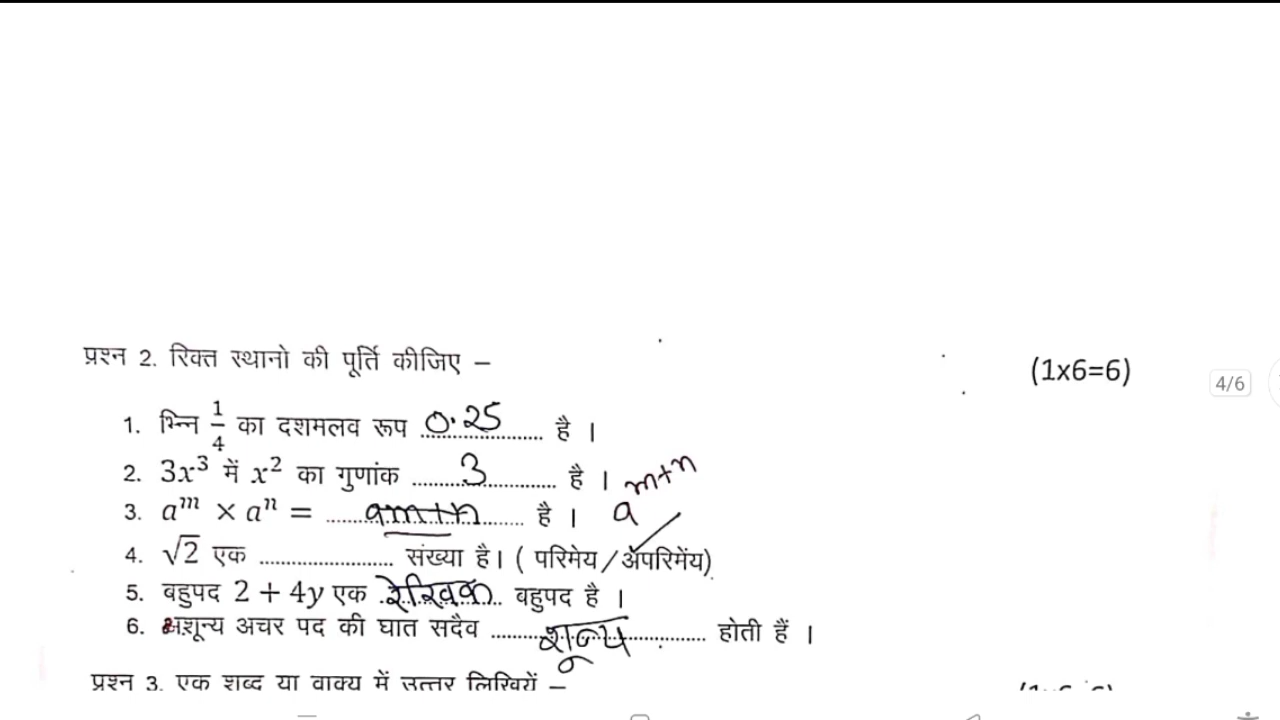 प्रश्न 2. रिक्त स्थानो की पूर्ति कीजिए – (1x6=6)
4/6
1. भिन्न 1/4 का दशमलव रूप 0.25 है ।
2. 3x³ में x² का गुणांक 3 है ।
3. aᵐ × aⁿ = am+n है । aᵐ⁺ⁿ
4. √2 एक .................... संख्या है। ( परिमेय / अपरिमेंय)
5. बहुपद 2 + 4y एक रेखिक बहुपद है ।
6. अशून्य अचर पद की घात सदैव शून्य होती हैं ।
प्रश्न 3. एक शब्द या वाक्य में उत्तर लिखियें –